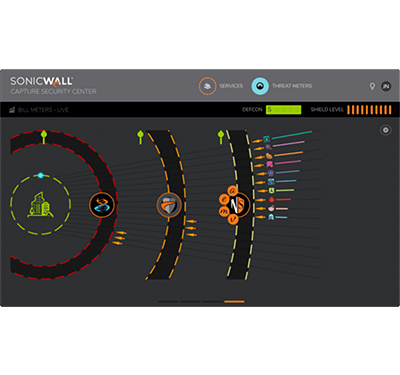 SONICWALL
CAPTURE SECURITY CENTER
SERVICES
THREAT METERS
JN
BILL METERS - LIVE
DEFCON
5
SHIELD LEVEL